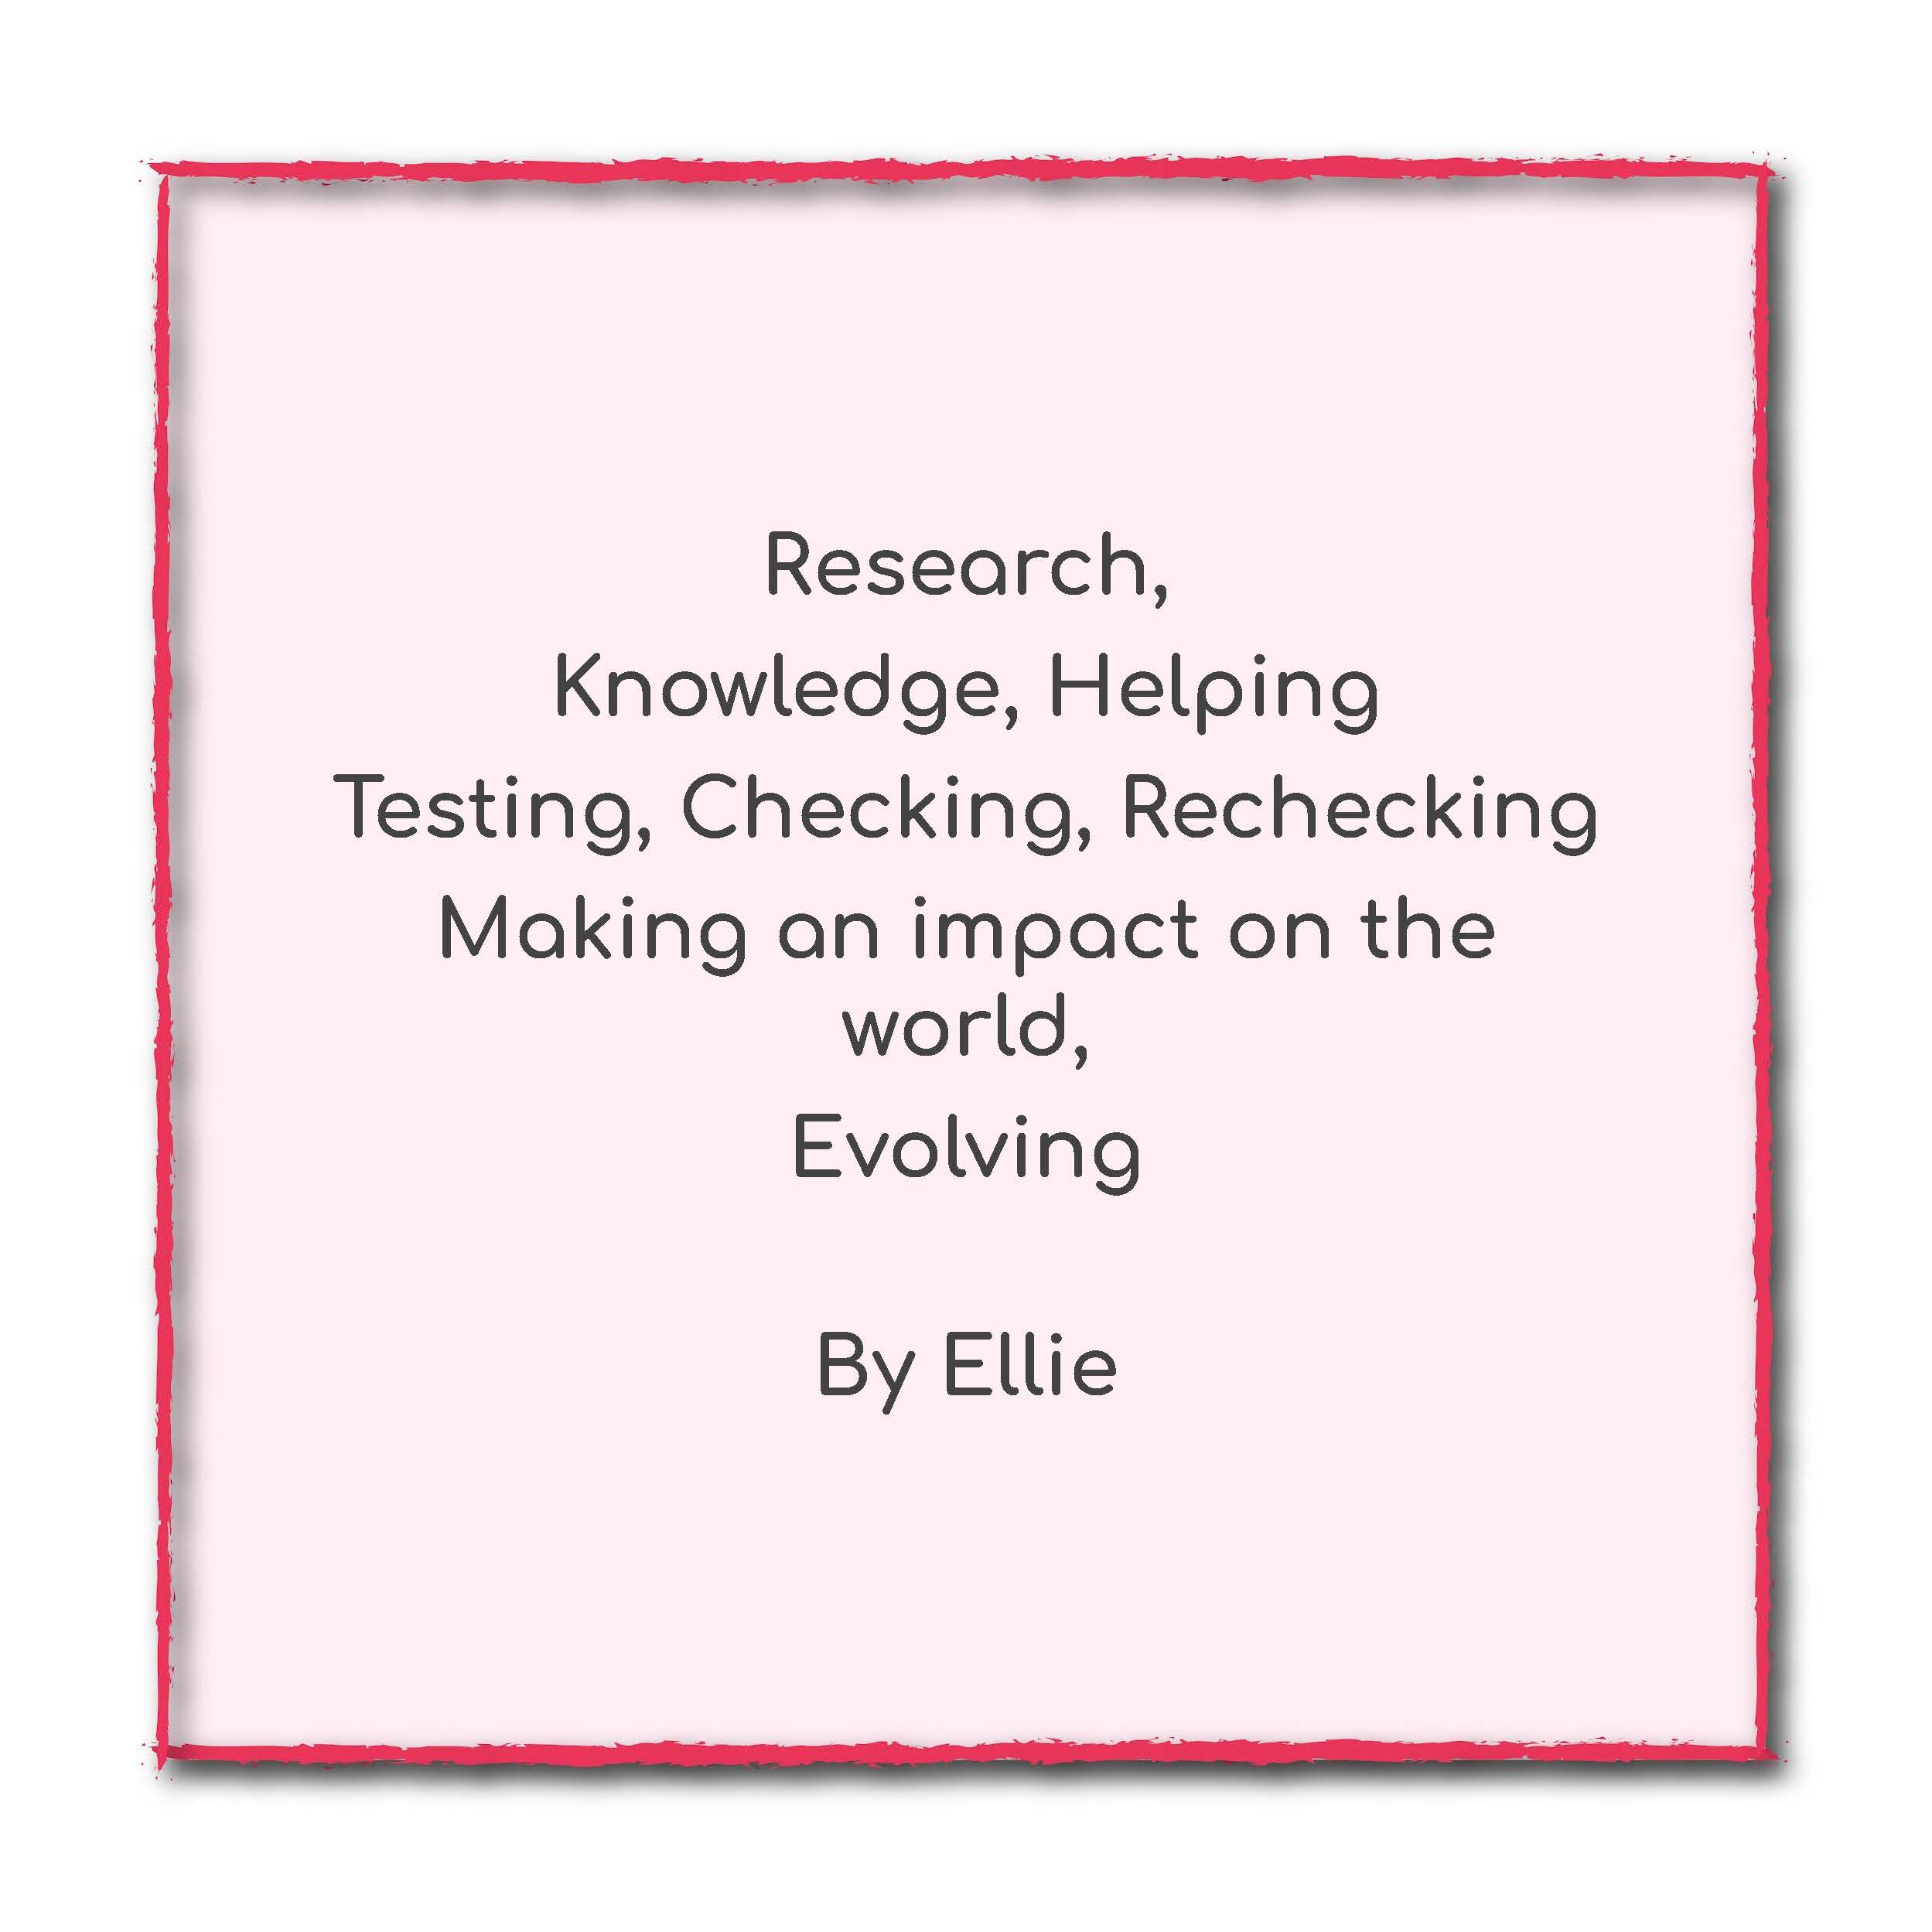 Research,
Knowledge, Helping
Testing, Checking, Rechecking
Making an impact on the
world,
Evolving
By Ellie